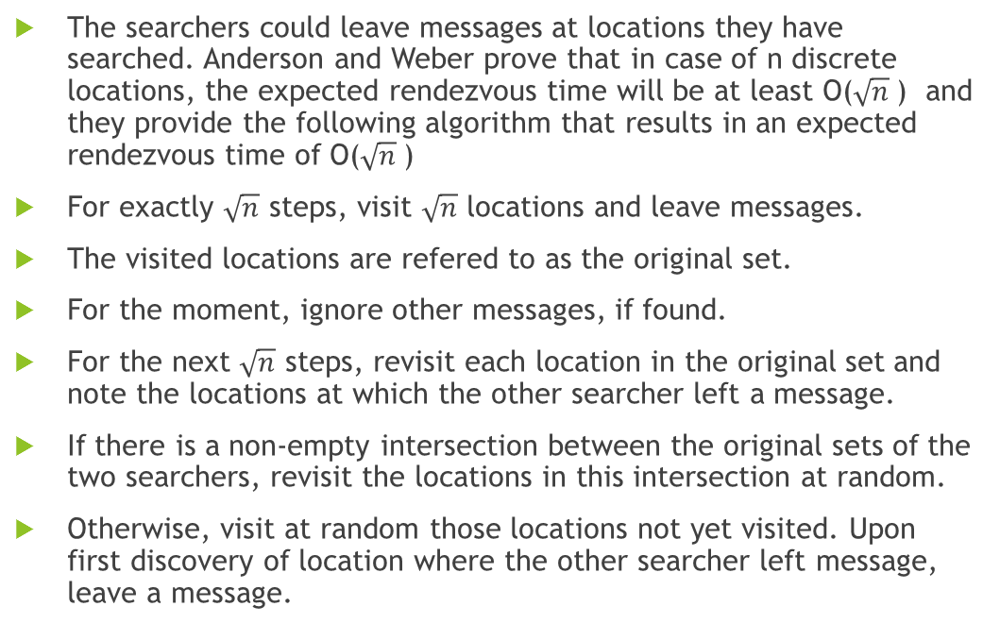 The searchers could leave messages at locations they have
searched. Anderson and Weber prove that in case of n discrete
locations, the expected rendezvous time will be at least O(√n ) and
they provide the following algorithm that results in an expected
rendezvous time of O(√n )
For exactly √n steps, visit √n locations and leave messages.
The visited locations are refered to as the original set.
For the moment, ignore other messages, if found.
For the next √n steps, revisit each location in the original set and
note the locations at which the other searcher left a message.
If there is a non-empty intersection between the original sets of the
two searchers, revisit the locations in this intersection at random.
Otherwise, visit at random those locations not yet visited. Upon
first discovery of location where the other searcher left message,
leave a message.